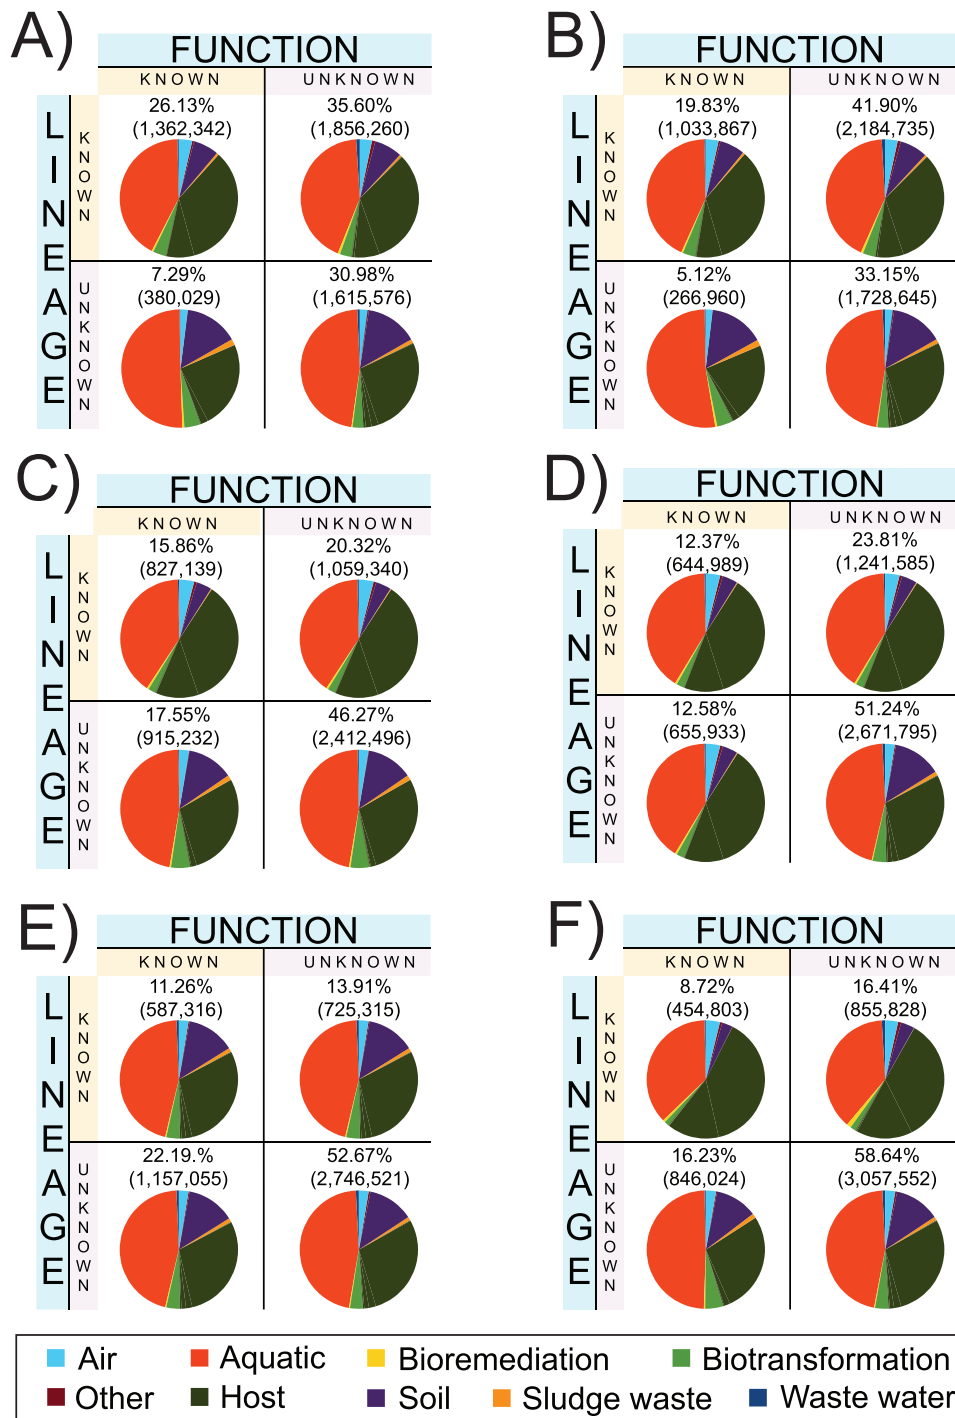 A)
FUNCTION
KNOWN
UNKNOWN
LINEAGE
KNOWN
26.13%
(1,362,342)
35.60%
(1,856,260)
UNKNOWN
7.29%
(380,029)
30.98%
(1,615,576)
B)
FUNCTION
KNOWN
UNKNOWN
LINEAGE
KNOWN
19.83%
(1,033,867)
41.90%
(2,184,735)
UNKNOWN
5.12%
(266,960)
33.15%
(1,728,645)
C)
FUNCTION
KNOWN
UNKNOWN
LINEAGE
KNOWN
15.86%
(827,139)
20.32%
(1,059,340)
UNKNOWN
17.55%
(915,232)
46.27%
(2,412,496)
D)
FUNCTION
KNOWN
UNKNOWN
LINEAGE
KNOWN
12.37%
(644,989)
23.81%
(1,241,585)
UNKNOWN
12.58%
(655,933)
51.24%
(2,671,795)
E)
FUNCTION
KNOWN
UNKNOWN
LINEAGE
KNOWN
11.26%
(587,316)
13.91%
(725,315)
UNKNOWN
22.19.%
(1,157,055)
52.67%
(2,746,521)
F)
FUNCTION
KNOWN
UNKNOWN
LINEAGE
KNOWN
8.72%
(454,803)
16.41%
(855,828)
UNKNOWN
16.23%
(846,024)
58.64%
(3,057,552)
Air
Aquatic
Bioremediation
Biotransformation
Other
Host
Soil
Sludge waste
Waste water